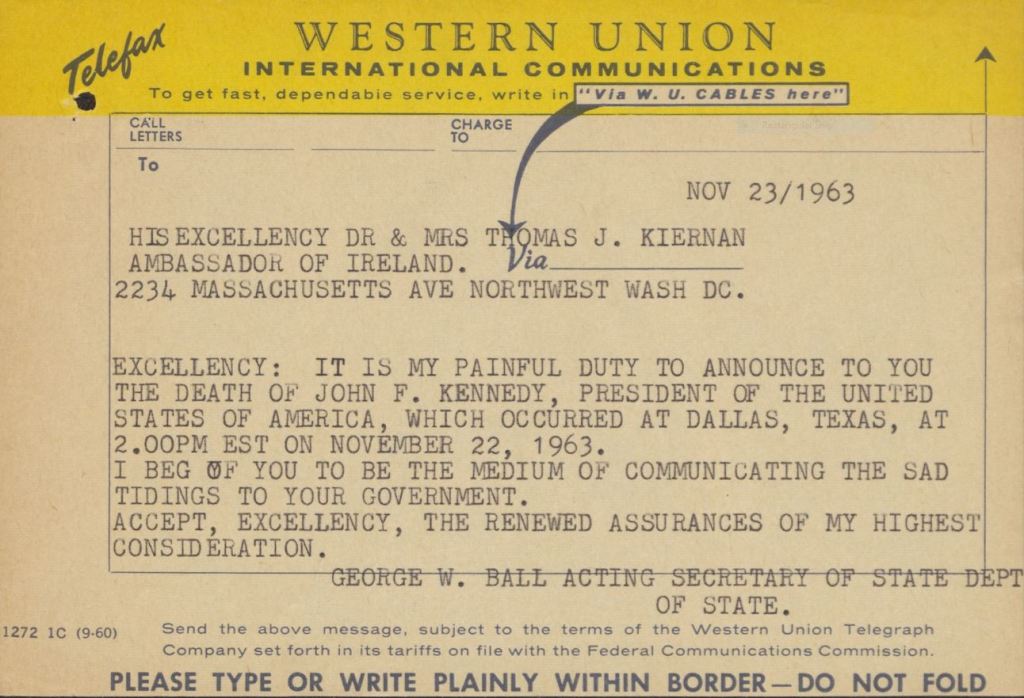 Telefax
WESTERN UNION
INTERNATIONAL COMMUNICATIONS
To get fast, dependable service, write in "Via W. U. CABLES here"
CALL LETTERS
CHARGE TO
To
NOV 23/1963
HIS EXCELLENCY DR & MRS THOMAS J. KIERNAN
AMBASSADOR OF IRELAND. Via
2234 MASSACHUSETTS AVE NORTHWEST WASH DC.
EXCELLENCY: IT IS MY PAINFUL DUTY TO ANNOUNCE TO YOU
THE DEATH OF JOHN F. KENNEDY, PRESIDENT OF THE UNITED
STATES OF AMERICA, WHICH OCCURRED AT DALLAS, TEXAS, AT
2.00PM EST ON NOVEMBER 22, 1963.
I BEG OF YOU TO BE THE MEDIUM OF COMMUNICATING THE SAD
TIDINGS TO YOUR GOVERNMENT.
ACCEPT, EXCELLENCY, THE RENEWED ASSURANCES OF MY HIGHEST
CONSIDERATION.
GEORGE W. BALL ACTING SECRETARY OF STATE DEPT
OF STATE.
1272 1C (9-60)
Send the above message, subject to the terms of the Western Union Telegraph
Company set forth in its tariffs on file with the Federal Communications Commission.
PLEASE TYPE OR WRITE PLAINLY WITHIN BORDER—DO NOT FOLD